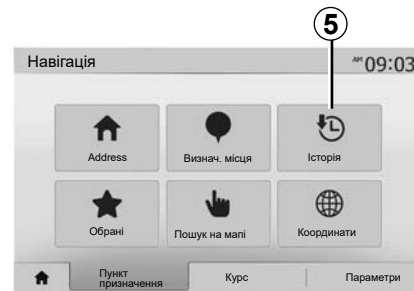 5
Навігація
AM 09:03
Address
Визнач. місця
Історія
Обрані
Пошук на мапі
Координати
Пункт
призначення
Курс
Параметри